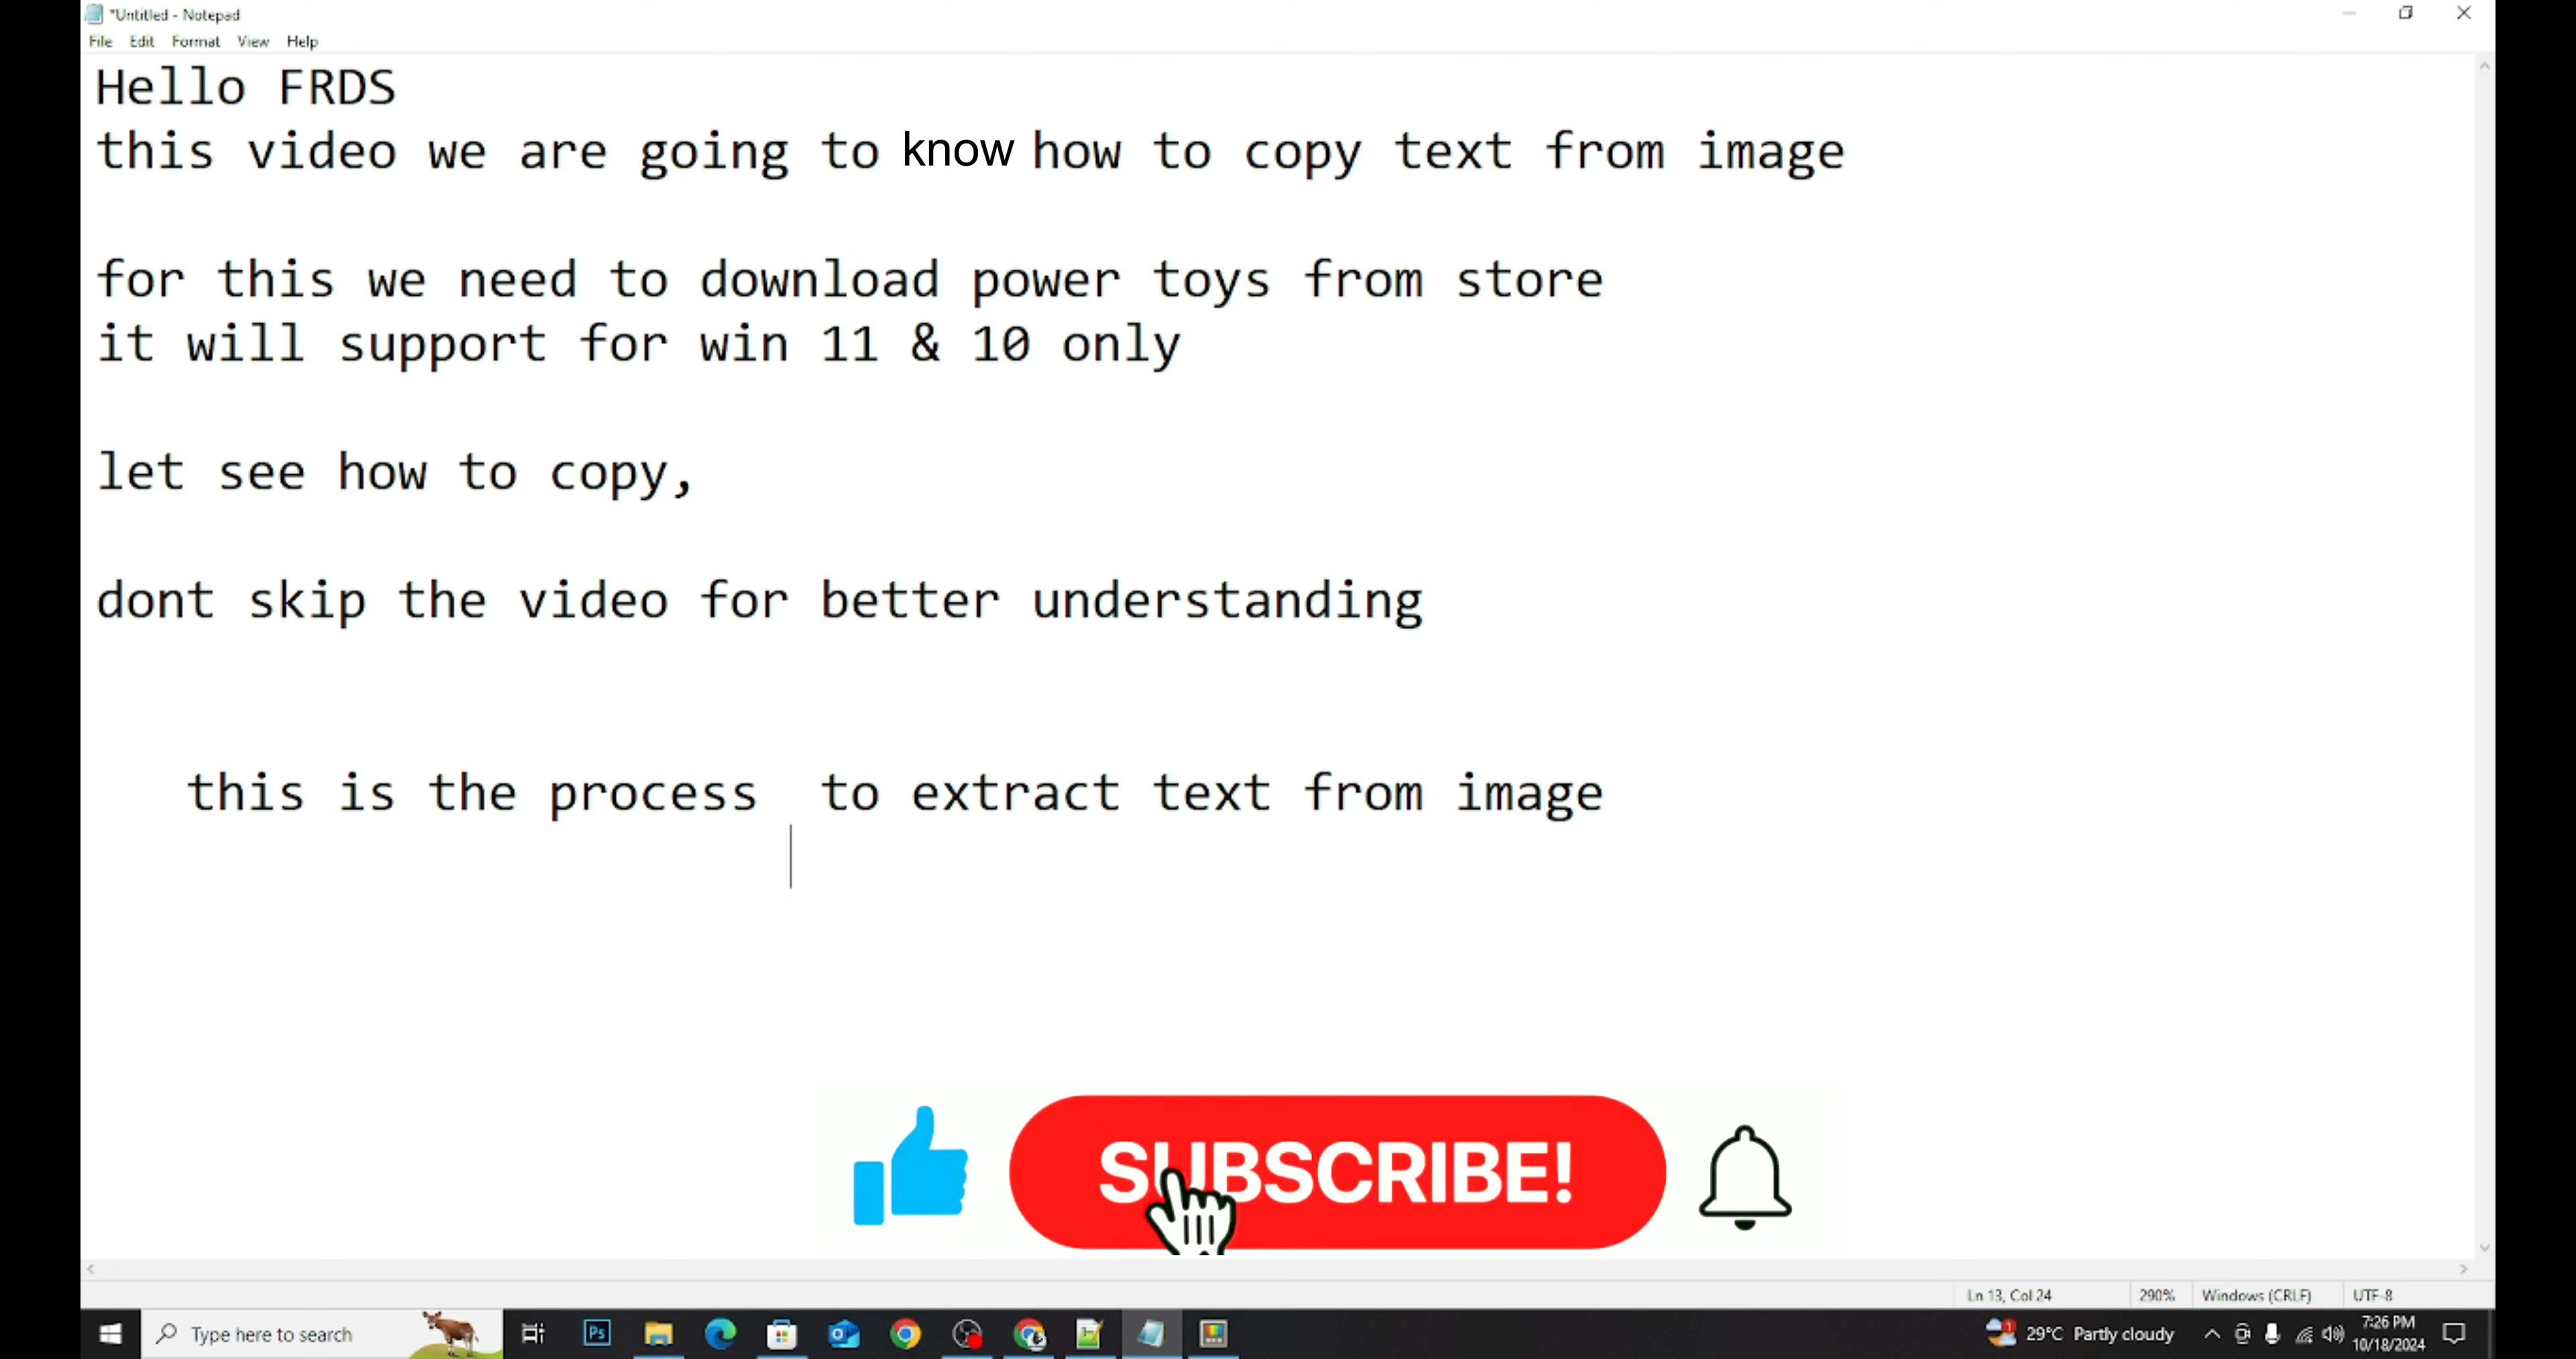 *Untitled - Notepad
File Edit Format View Help
Hello FRDS
this video we are going to know how to copy text from image
for this we need to download power toys from store
it will support for win 11 & 10 only
let see how to copy,
dont skip the video for better understanding
this is the process  to extract text from image
SUBSCRIBE!
Ln 13, Col 24 290% Windows (CRLF) UTF-8
Type here to search Ps 1 29°C Partly cloudy 7:26 PM
10/18/2024